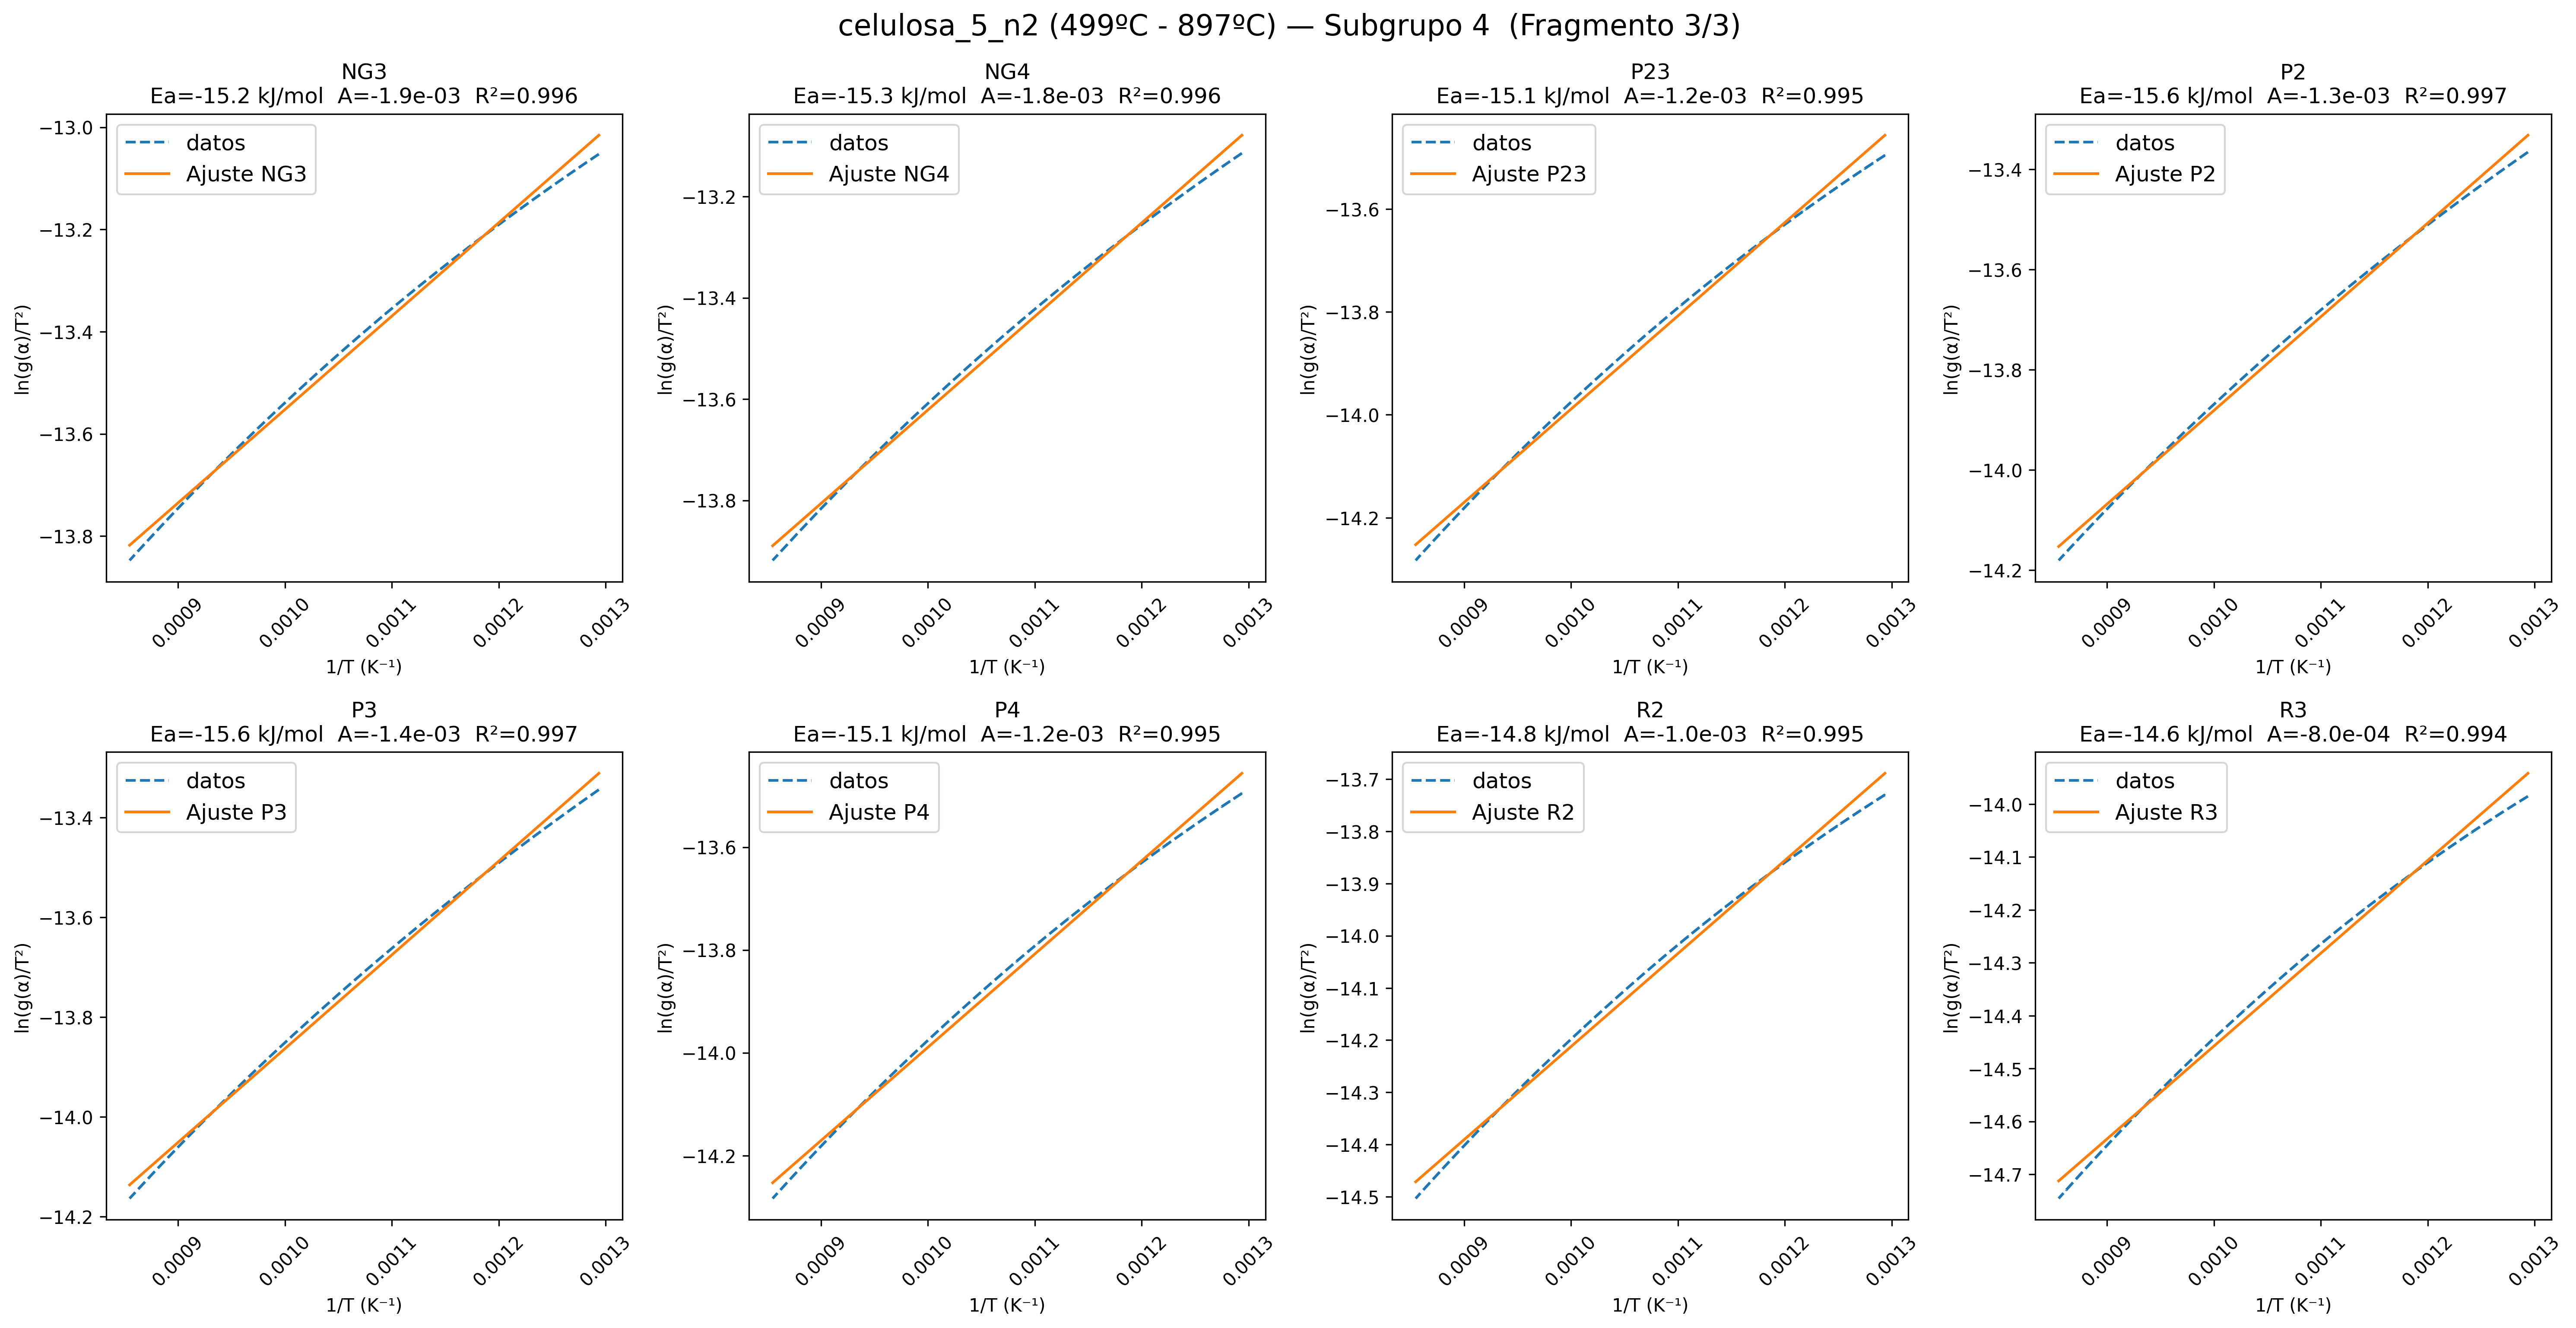 celulosa_5_n2 (499ºC - 897ºC) — Subgrupo 4  (Fragmento 3/3)
NG3
Ea=-15.2 kJ/mol  A=-1.9e-03  R²=0.996
datos
Ajuste NG3
−13.0
−13.2
−13.4
−13.6
−13.8
ln(g(α)/T²)
0.0009
0.0010
0.0011
0.0012
0.0013
1/T (K⁻¹)
NG4
Ea=-15.3 kJ/mol  A=-1.8e-03  R²=0.996
datos
Ajuste NG4
−13.2
−13.4
−13.6
−13.8
ln(g(α)/T²)
0.0009
0.0010
0.0011
0.0012
0.0013
1/T (K⁻¹)
P23
Ea=-15.1 kJ/mol  A=-1.2e-03  R²=0.995
datos
Ajuste P23
−13.6
−13.8
−14.0
−14.2
ln(g(α)/T²)
0.0009
0.0010
0.0011
0.0012
0.0013
1/T (K⁻¹)
P2
Ea=-15.6 kJ/mol  A=-1.3e-03  R²=0.997
datos
Ajuste P2
−13.4
−13.6
−13.8
−14.0
−14.2
ln(g(α)/T²)
0.0009
0.0010
0.0011
0.0012
0.0013
1/T (K⁻¹)
P3
Ea=-15.6 kJ/mol  A=-1.4e-03  R²=0.997
datos
Ajuste P3
−13.4
−13.6
−13.8
−14.0
−14.2
ln(g(α)/T²)
0.0009
0.0010
0.0011
0.0012
0.0013
1/T (K⁻¹)
P4
Ea=-15.1 kJ/mol  A=-1.2e-03  R²=0.995
datos
Ajuste P4
−13.6
−13.8
−14.0
−14.2
ln(g(α)/T²)
0.0009
0.0010
0.0011
0.0012
0.0013
1/T (K⁻¹)
R2
Ea=-14.8 kJ/mol  A=-1.0e-03  R²=0.995
datos
Ajuste R2
−13.7
−13.8
−13.9
−14.0
−14.1
−14.2
−14.3
−14.4
−14.5
ln(g(α)/T²)
0.0009
0.0010
0.0011
0.0012
0.0013
1/T (K⁻¹)
R3
Ea=-14.6 kJ/mol  A=-8.0e-04  R²=0.994
datos
Ajuste R3
−14.0
−14.1
−14.2
−14.3
−14.4
−14.5
−14.6
−14.7
ln(g(α)/T²)
0.0009
0.0010
0.0011
0.0012
0.0013
1/T (K⁻¹)